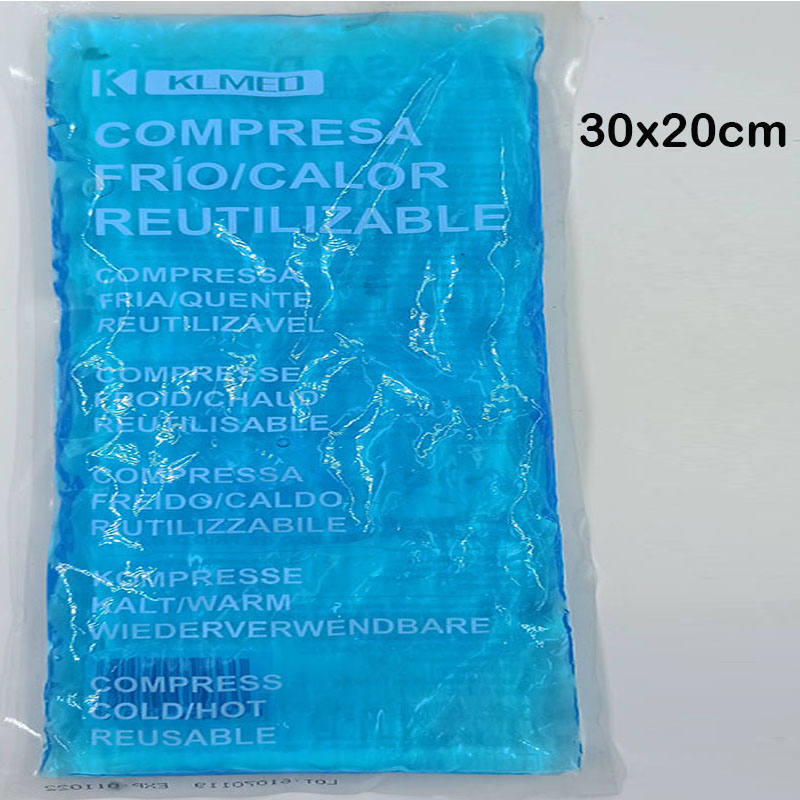 K KLMED
COMPRESA
FRÍO/CALOR
REUTILIZABLE
30x20cm
COMPRESSA
FRIA/QUENTE
REUTILIZÁVEL
COMPRESSE
FROID/CHAUD
REUTILISABLE
COMPRESSA
FREIDO/CALDO
RIUTILIZZABILE
KOMPRESSE
KALT/WARM
WIEDERVERWENDBARE
COMPRESS
COLD/HOT
REUSABLE